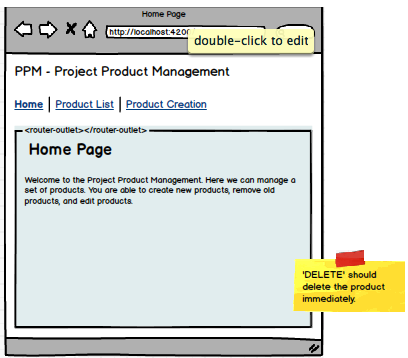 Home Page
http://localhost:420
double-click to edit
PPM - Project Product Management
Home | Product List | Product Creation
<router-outlet></router-outlet>
Home Page
Welcome to the Project Product Management. Here we can manage a
set of products. You are able to create new products, remove old
products, and edit products.
'DELETE' should
delete the product
immediately.